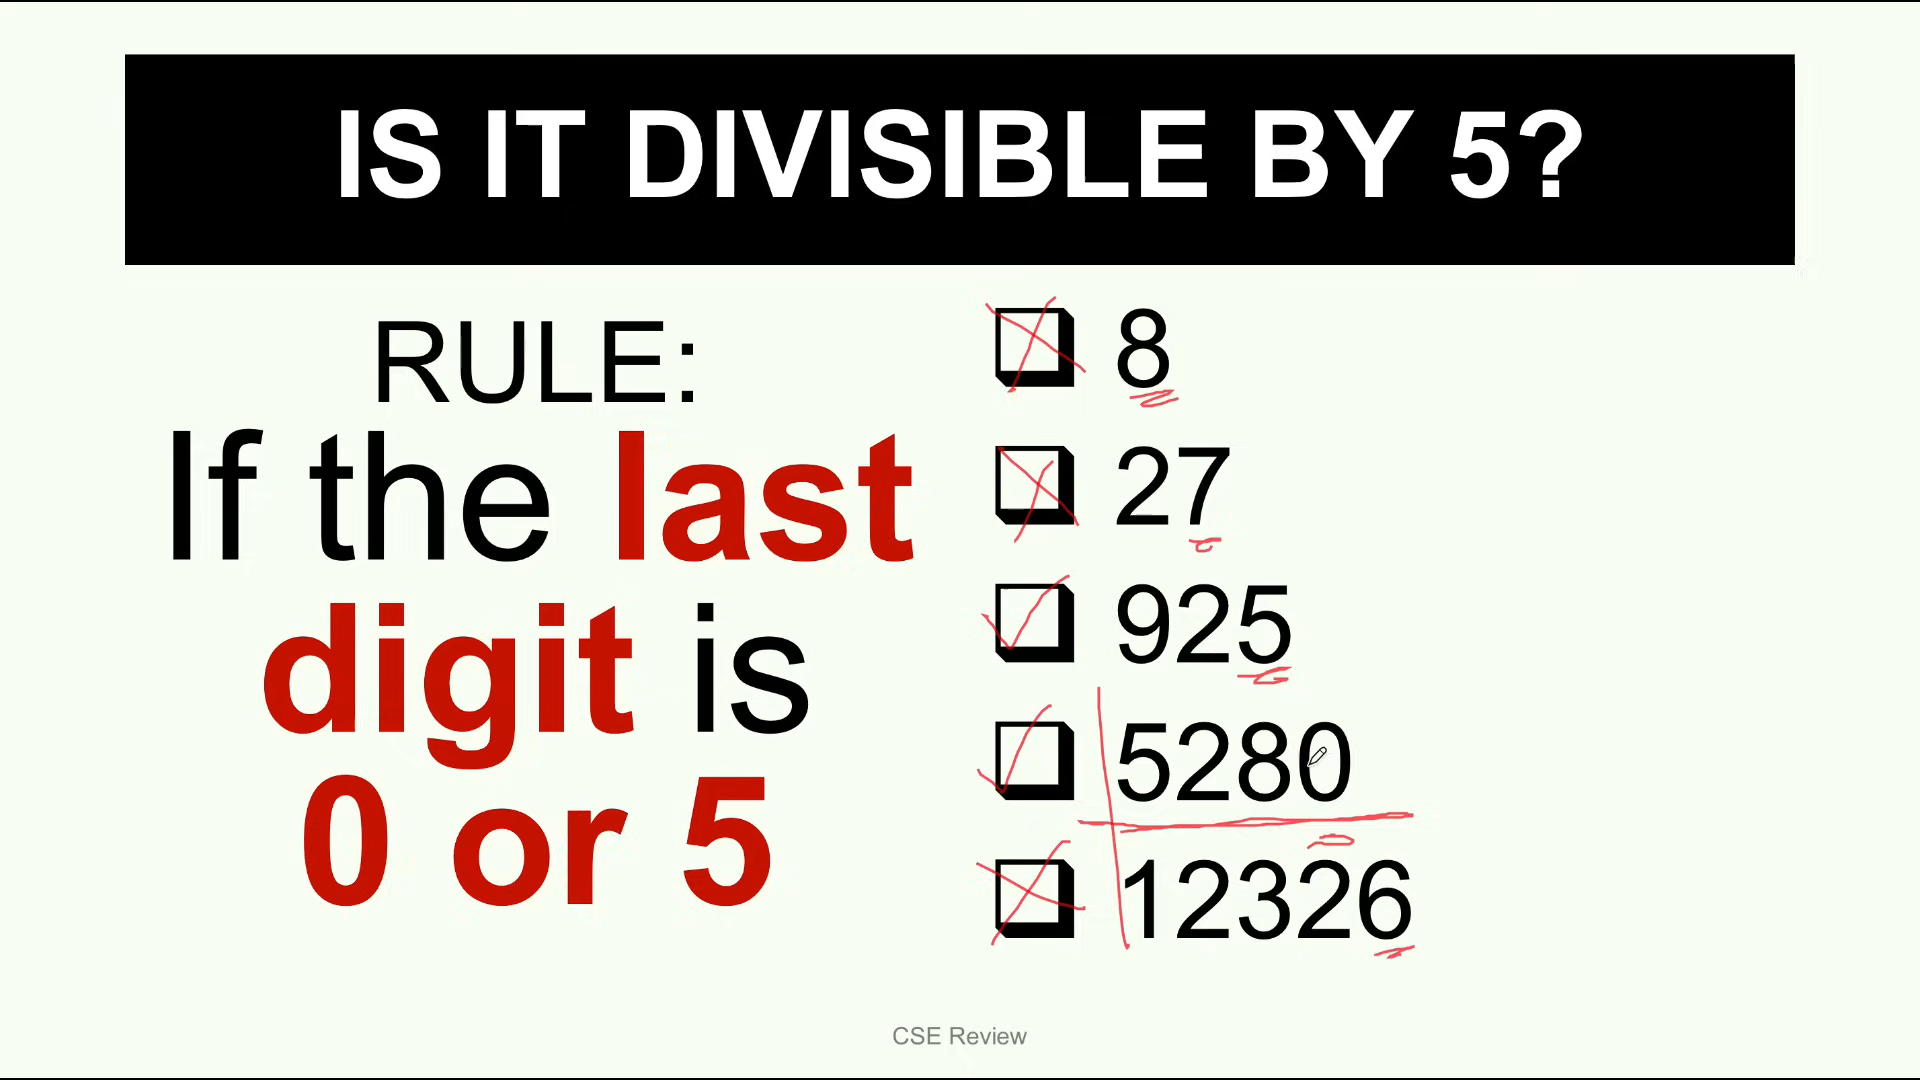 IS IT DIVISIBLE BY 5?
RULE:
If the last
digit is
0 or 5
8
27
925
5280
12326
CSE Review